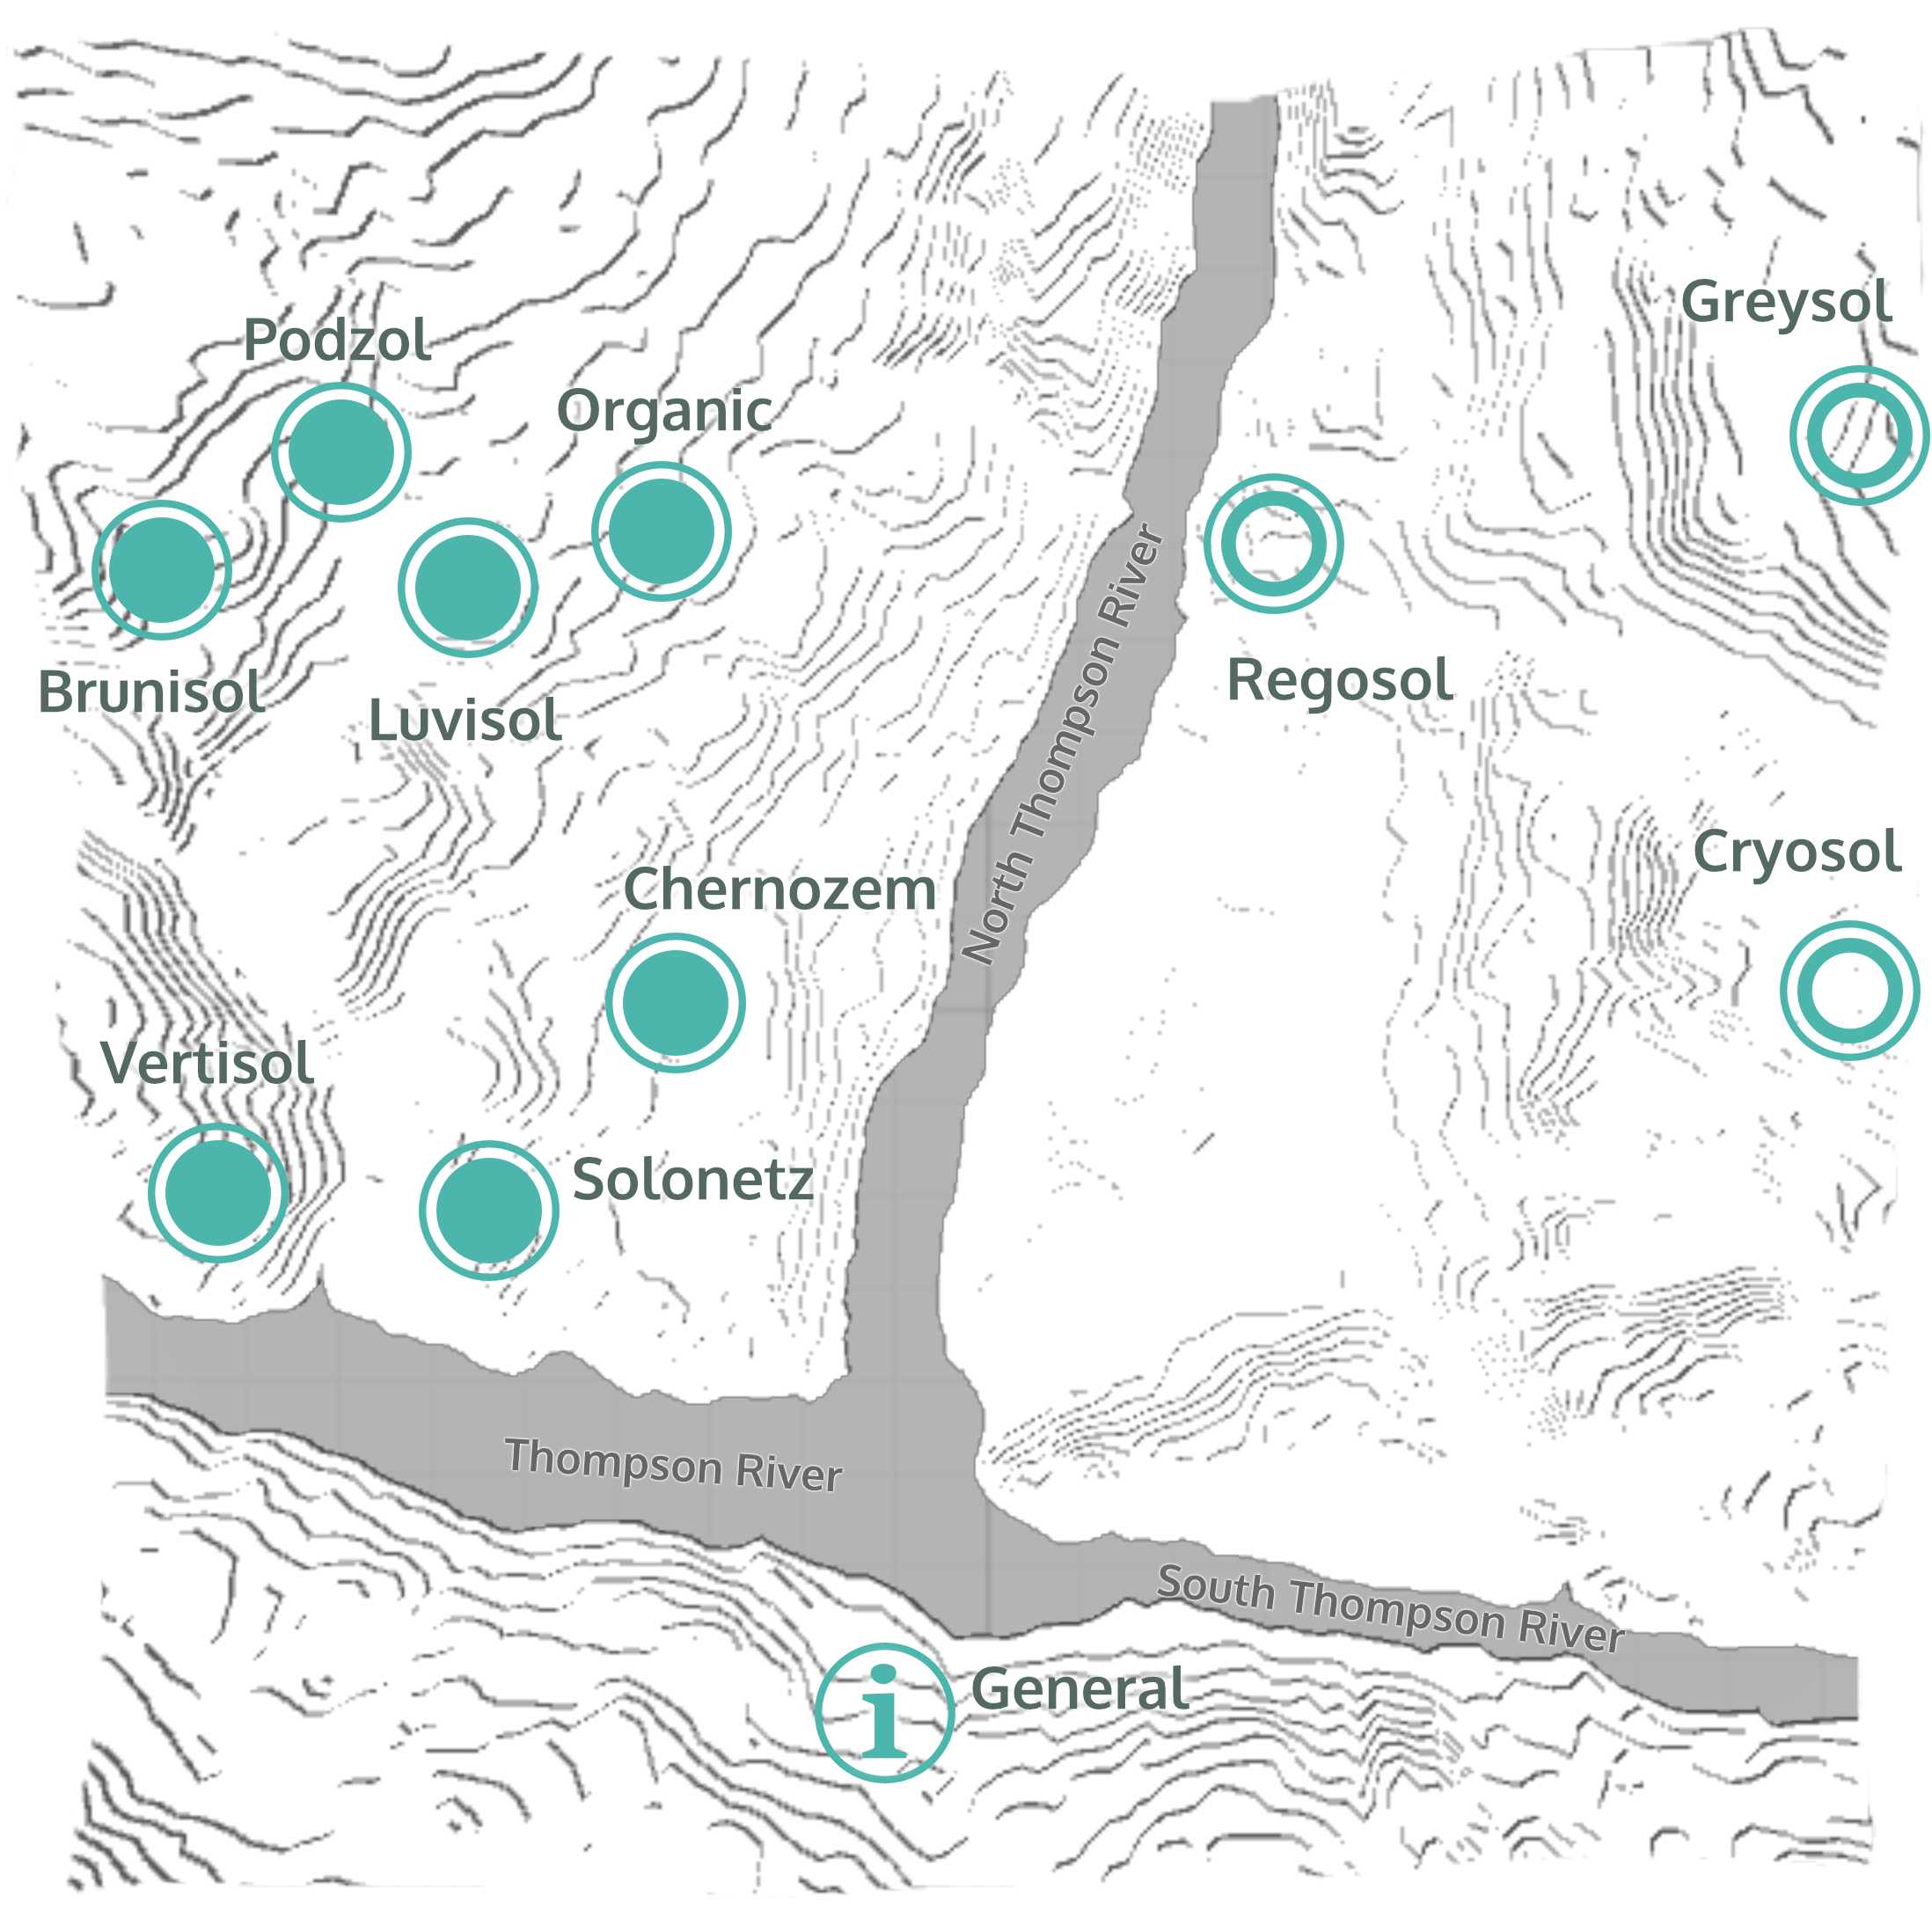 Greysol
Podzol
Organic
North Thompson River
Brunisol
Luvisol
Regosol
Cryosol
Chernozem
Vertisol
Solonetz
Thompson River
South Thompson River
i General